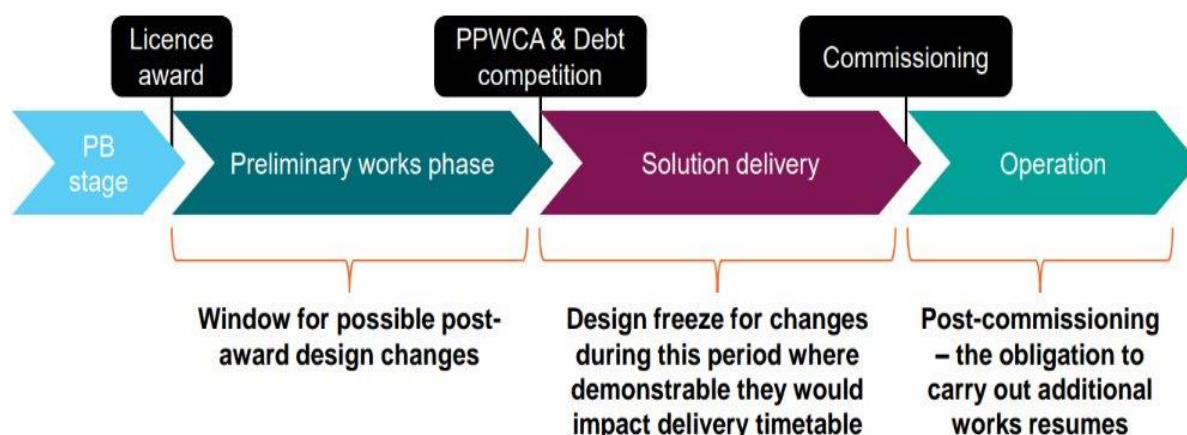 Licence
award
PPWCA & Debt
competition
Commissioning
PB
stage
Preliminary works phase
Solution delivery
Operation
Window for possible post-
award design changes
Design freeze for changes
during this period where
demonstrable they would
impact delivery timetable
Post-commissioning
– the obligation to
carry out additional
works resumes